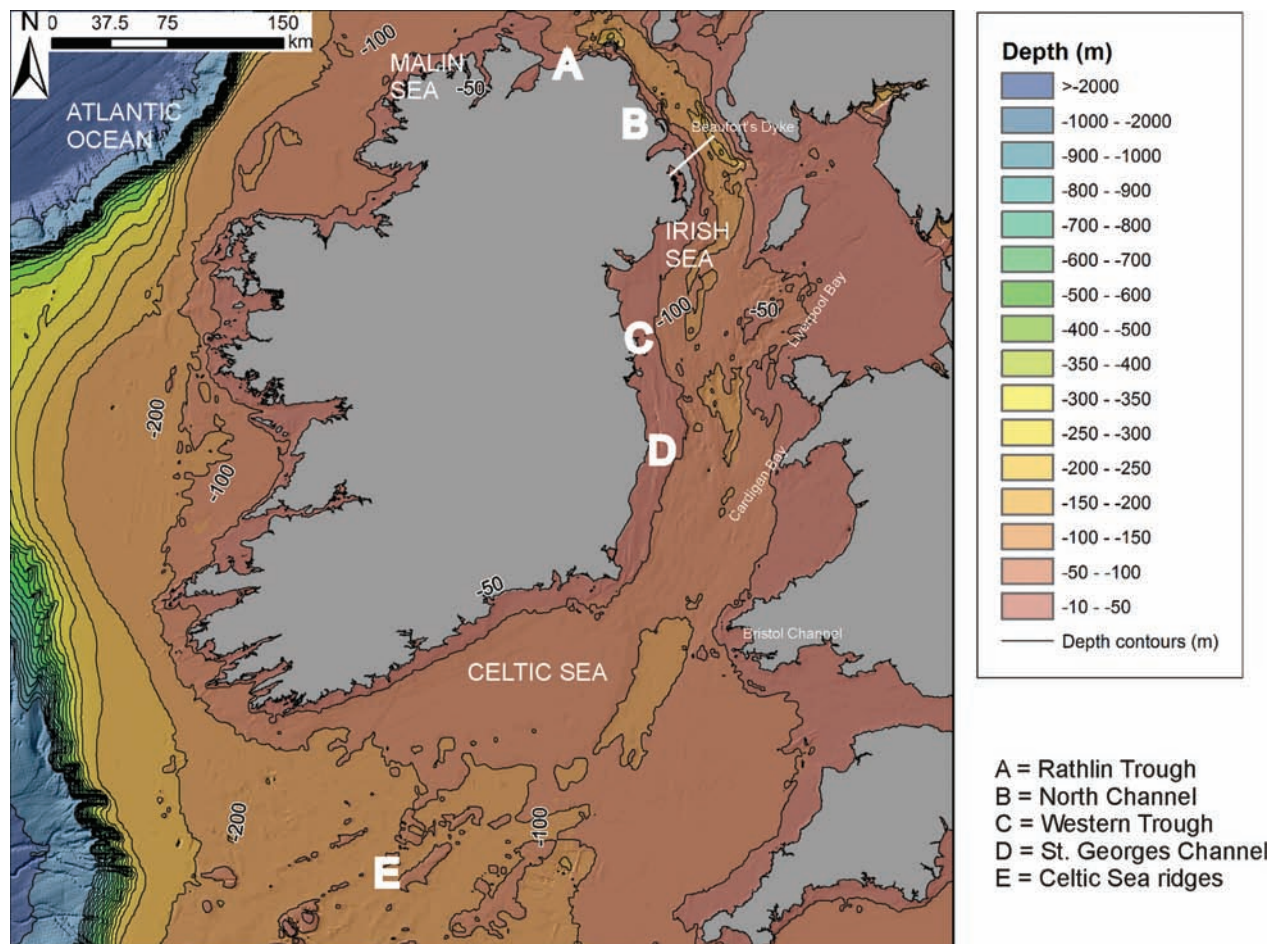 0 37.5 75 150
km
N
-100
MALIN
SEA
-50
A
ATLANTIC
OCEAN
B
Beaufort's Dyke
IRISH
SEA
-100
-50
Liverpool Bay
C
-200
-100
D
Cardigan Bay
-50
Bristol Channel
CELTIC SEA
-200
-100
E
Depth (m)
>-2000
-1000 - -2000
-900 - -1000
-800 - -900
-700 - -800
-600 - -700
-500 - -600
-400 - -500
-350 - -400
-300 - -350
-250 - -300
-200 - -250
-150 - -200
-100 - -150
-50 - -100
-10 - -50
Depth contours (m)
A = Rathlin Trough
B = North Channel
C = Western Trough
D = St. Georges Channel
E = Celtic Sea ridges